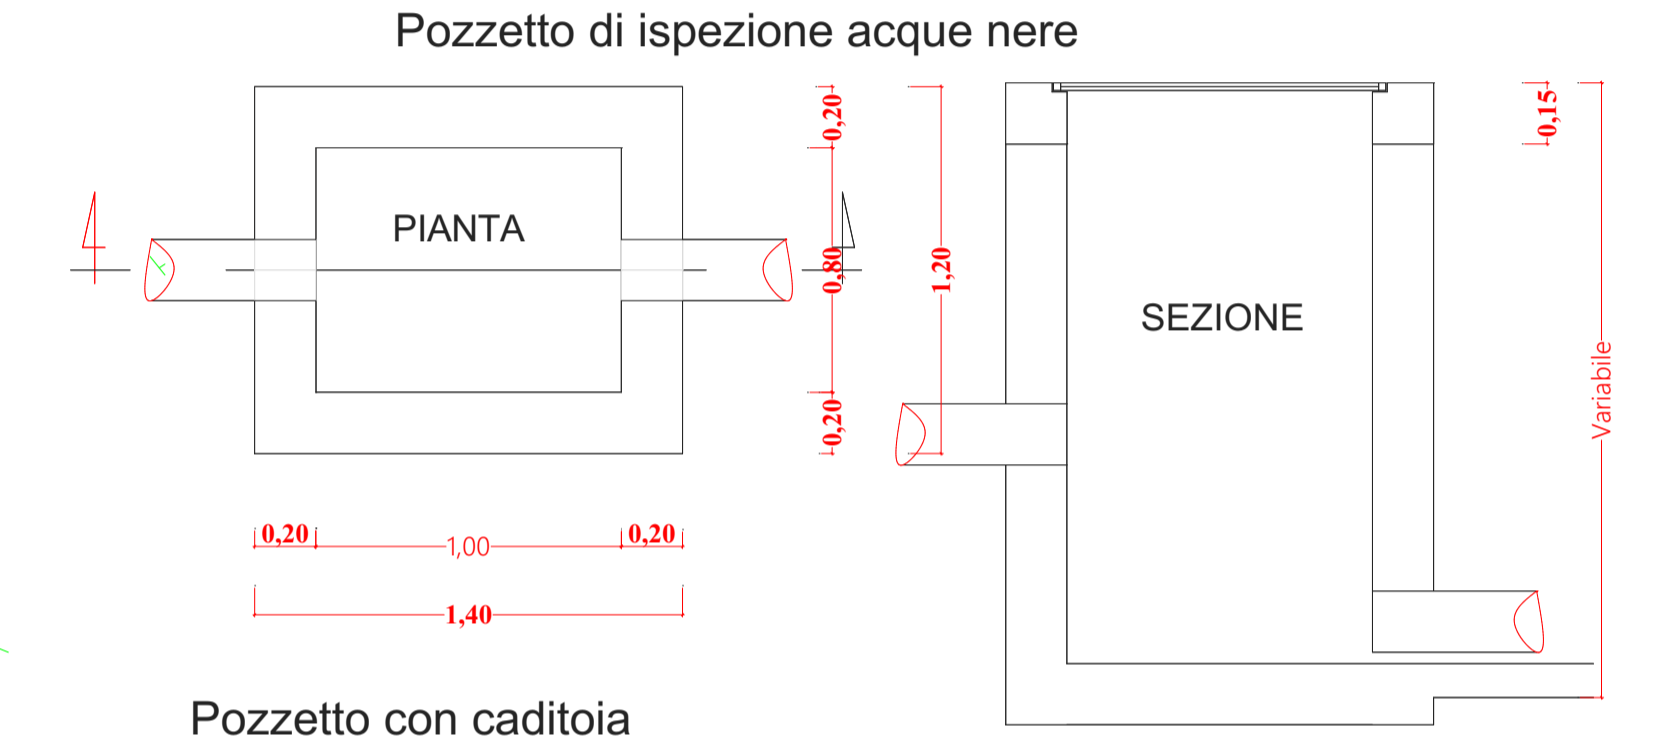 Pozzetto di ispezione acque nere
PIANTA
0,20
0,80
0,20
1,20
0,20
1,00
0,20
1,40
SEZIONE
0,15
Variabile
Pozzetto con caditoia